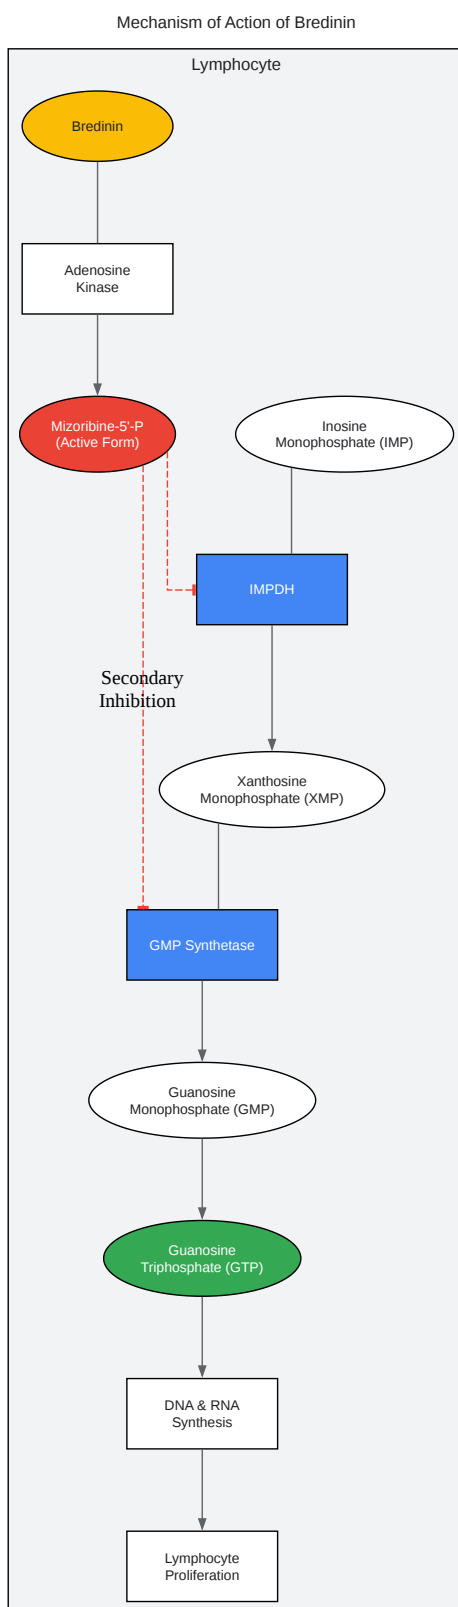 Mechanism of Action of Bredinin
Lymphocyte
Bredinin
Adenosine
Kinase
Mizoribine-5'-P
(Active Form)
Inosine
Monophosphate (IMP)
IMPDH
Secondary
Inhibition
Xanthosine
Monophosphate (XMP)
GMP Synthetase
Guanosine
Monophosphate (GMP)
Guanosine
Triphosphate (GTP)
DNA & RNA
Synthesis
Lymphocyte
Proliferation